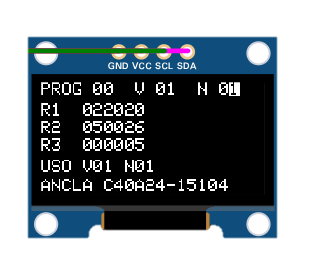 GND VCC SCL SDA
PROG 00 V 01 N 01
R1 022020
R2 050026
R3 000005
USO V01 N01
ANCLA C40A24-15104